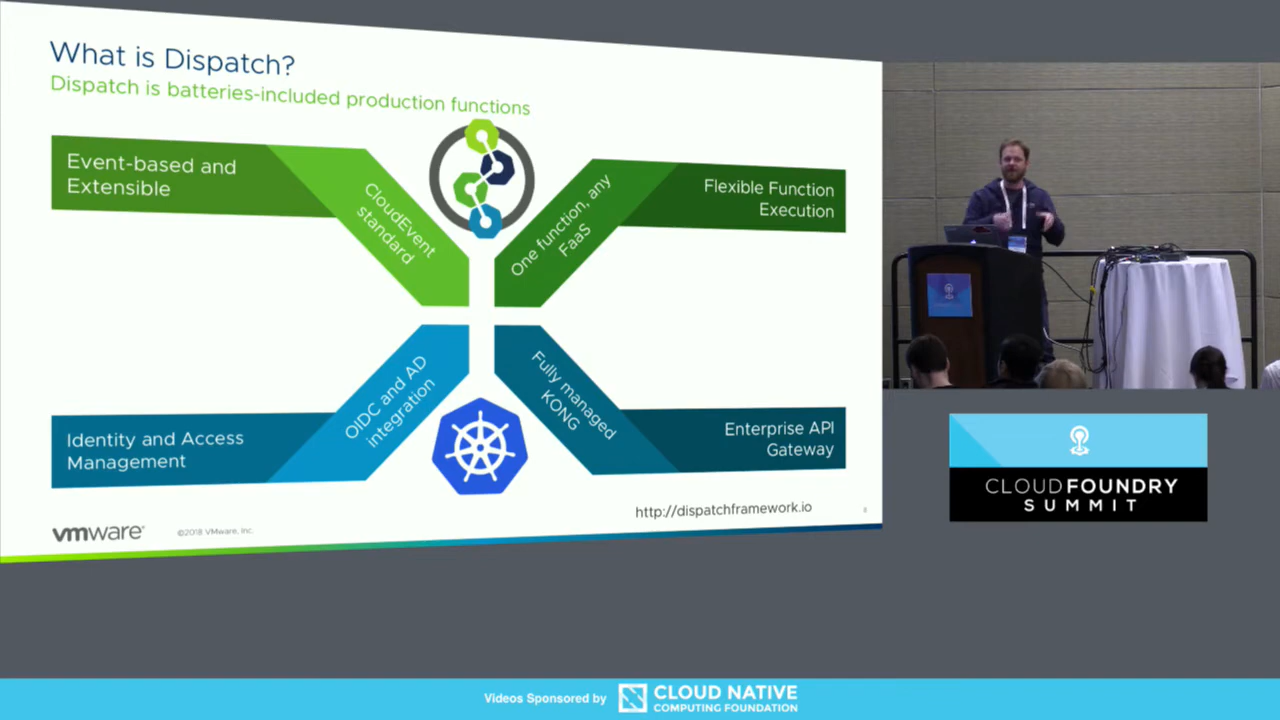 What is Dispatch?
Dispatch is batteries-included production functions
Event-based and
Extensible
CloudEvent
standard
One function, any
FaaS
Flexible Function
Execution
Identity and Access
Management
OIDC and AD
integration
Fully managed
KONG
Enterprise API
Gateway
http://dispatchframework.io
vmware®
©2018 VMware, Inc.
8
CLOUD FOUNDRY
SUMMIT
Videos Sponsored by
CLOUD NATIVE
COMPUTING FOUNDATION